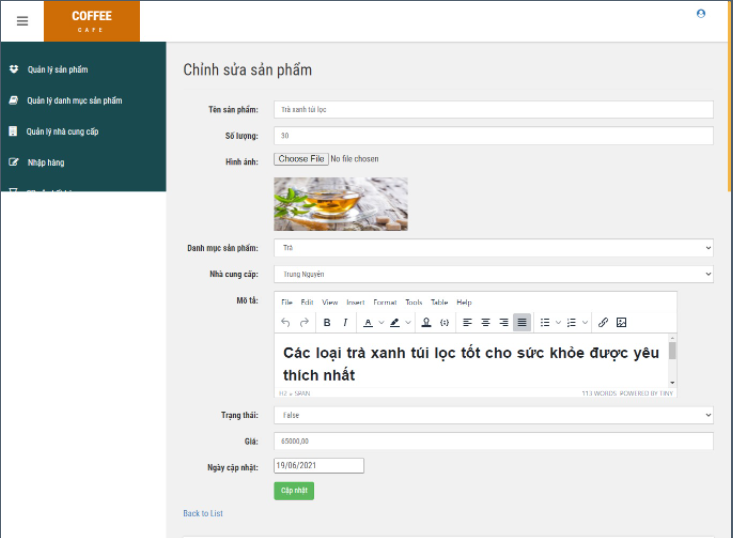 COFFEE
CAFE
Quản lý sản phẩm
Quản lý danh mục sản phẩm
Quản lý nhà cung cấp
Nhập hàng
Chỉnh sửa sản phẩm
Tên sản phẩm: Trà xanh túi lọc
Số lượng: 30
Hình ảnh: Choose File No file chosen
Danh mục sản phẩm: Trà
Nhà cung cấp: Trung Nguyên
Mô tả: File Edit View Insert Format Tools Table Help
B I A
Các loại trà xanh túi lọc tốt cho sức khỏe được yêu
thích nhất
H2 » SPAN 113 WORDS POWERED BY TINY
Trạng thái: False
Giá: 65000,00
Ngày cập nhật: 19/06/2021
Cập nhật
Back to List